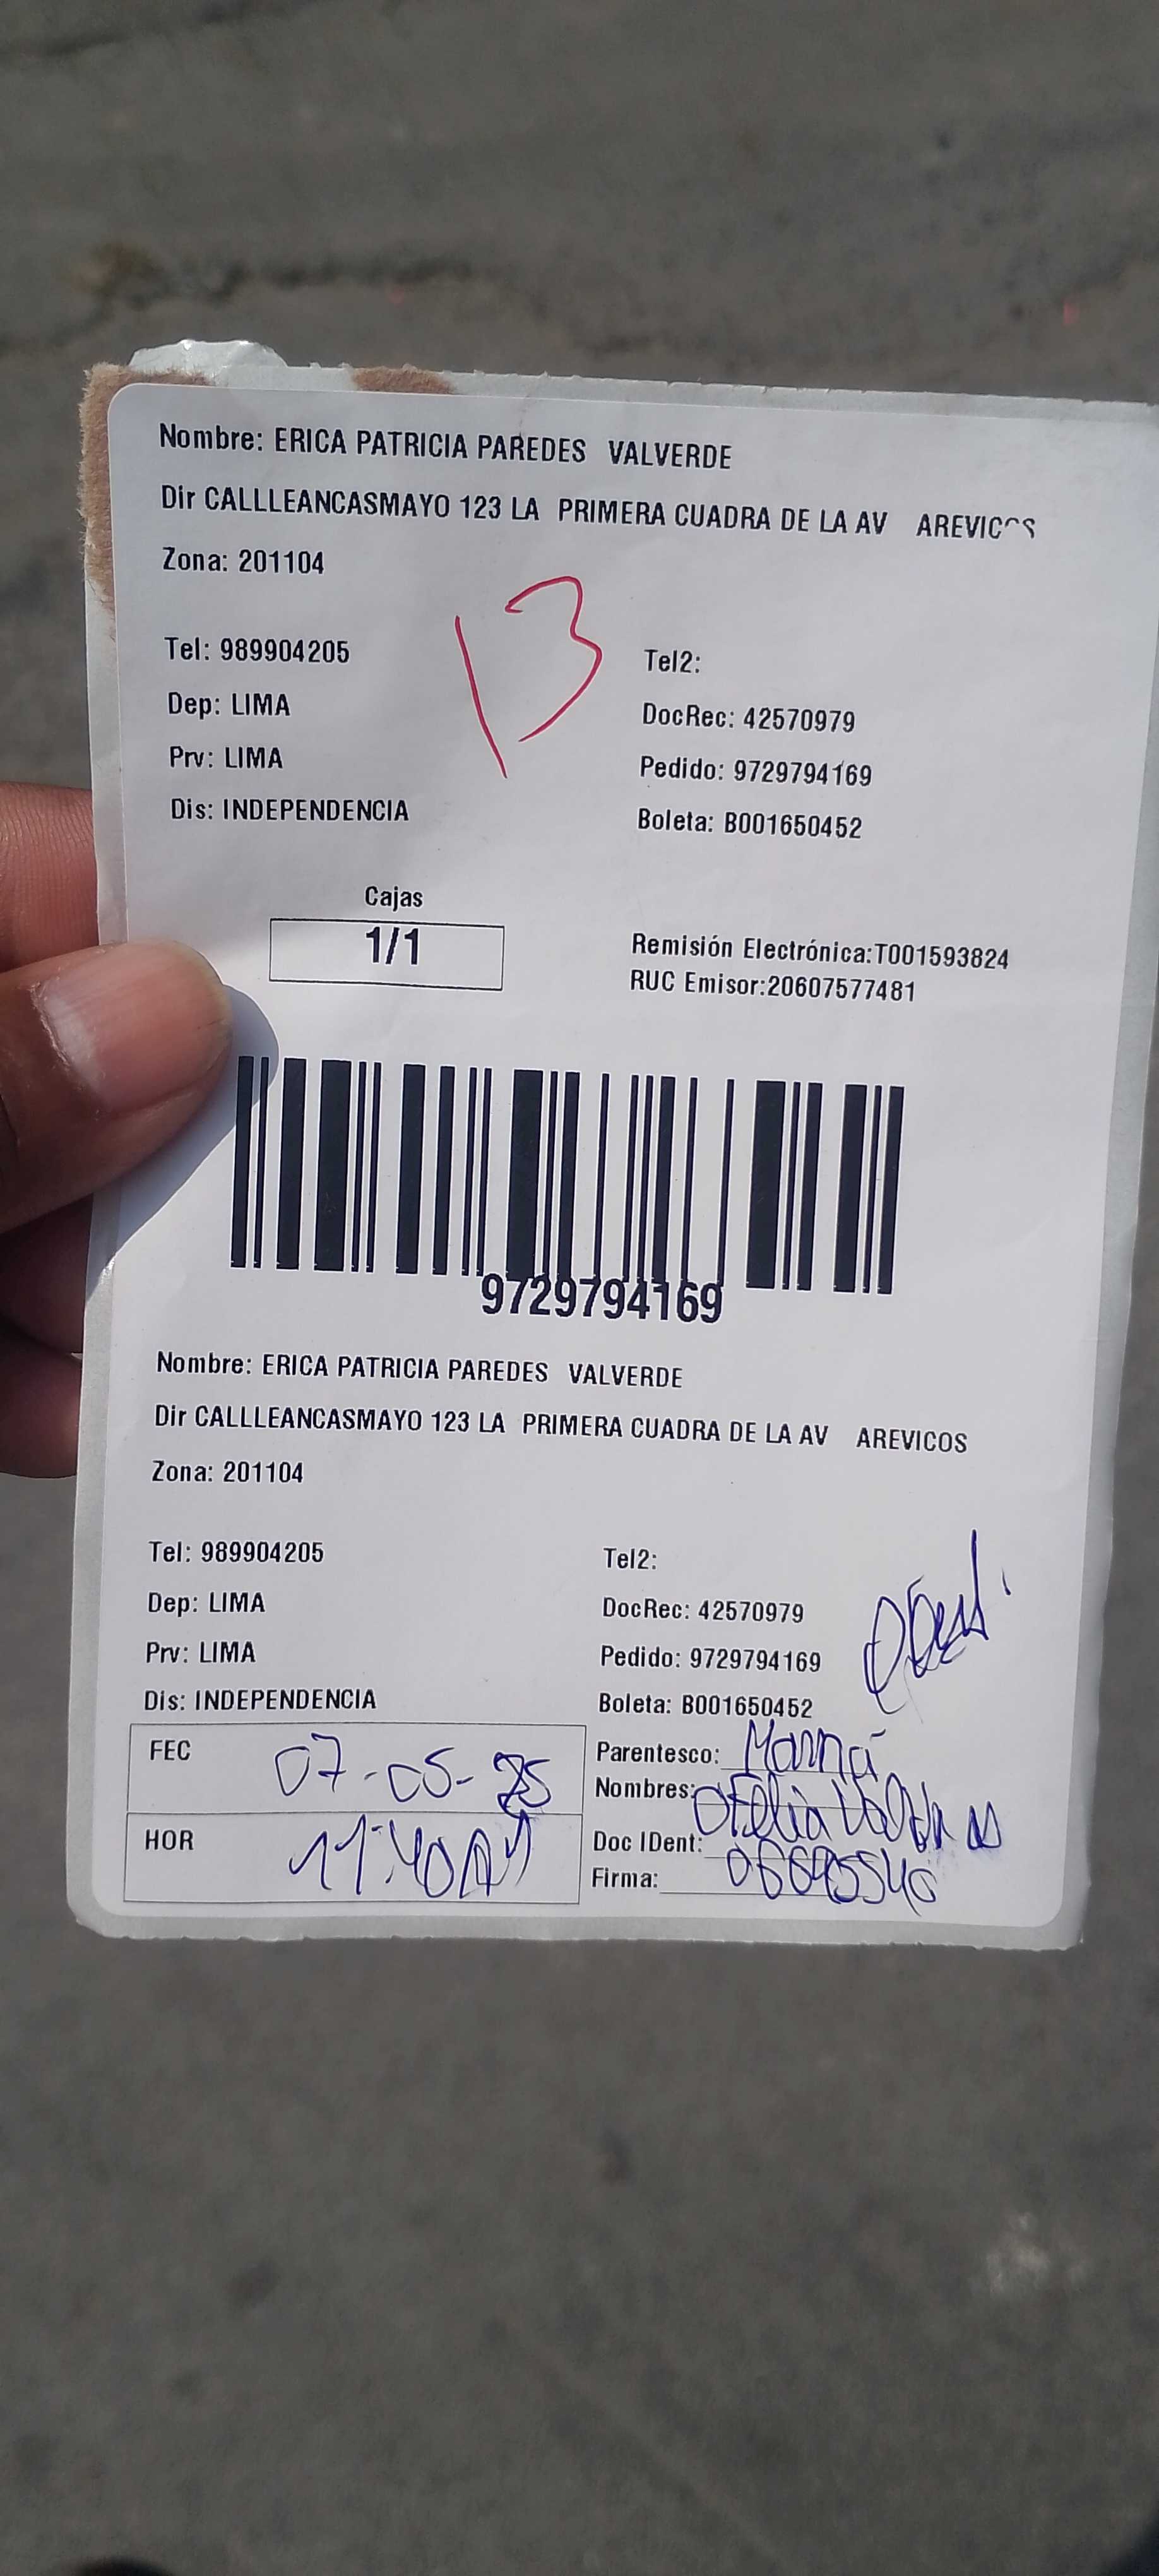 Nombre: ERICA PATRICIA PAREDES VALVERDE
Dir CALLLEANCASMAYO 123 LA PRIMERA CUADRA DE LA AV AREVICOS
Zona: 201104
13
Tel: 989904205
Tel2:
Dep: LIMA
DocRec: 42570979
Prv: LIMA
Pedido: 9729794169
Dis: INDEPENDENCIA
Boleta: B001650452
Cajas
1/1
Remisión Electrónica:T001593824
RUC Emisor:20607577481
9729794169
Nombre: ERICA PATRICIA PAREDES VALVERDE
Dir CALLLEANCASMAYO 123 LA PRIMERA CUADRA DE LA AV AREVICOS
Zona: 201104
Tel: 989904205
Tel2:
Dep: LIMA
DocRec: 42570979
Prv: LIMA
Pedido: 9729794169
Dis: INDEPENDENCIA
Boleta: B001650452
FEC 07-05-25
Parentesco: Mamá
Nombres: Ofelia
HOR 11:40AM
Doc IDent:
Firma: 06695540